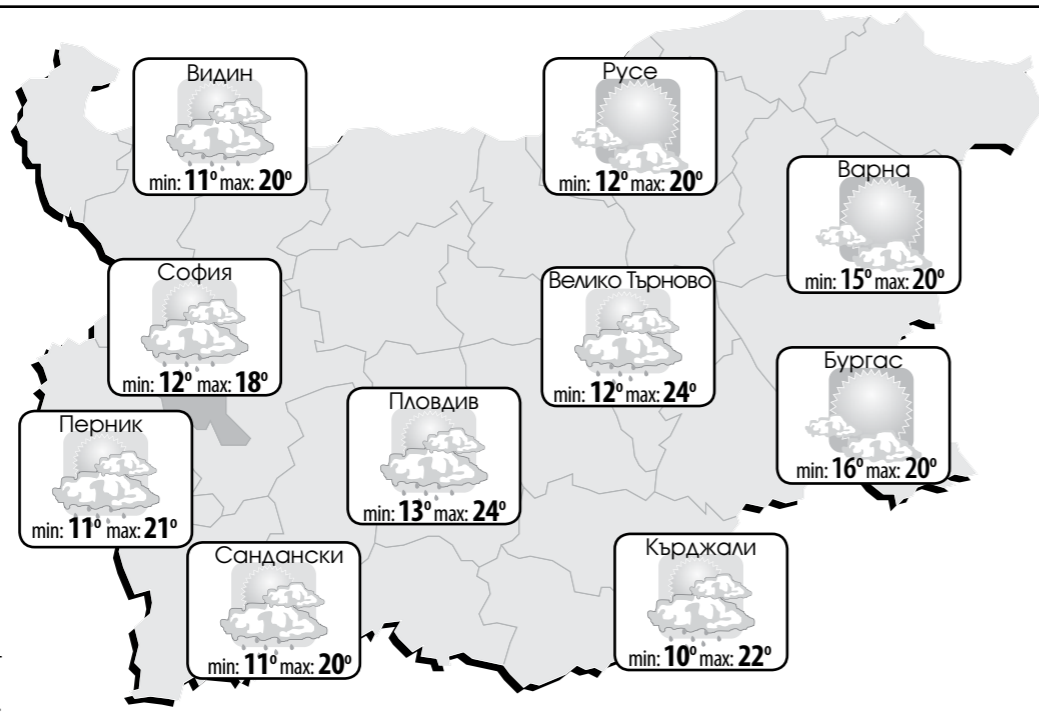 Видин
min: 11° max: 20°
Русе
min: 12° max: 20°
Варна
min: 15° max: 20°
София
min: 12° max: 18°
Велико Търново
min: 12° max: 24°
Бургас
min: 16° max: 20°
Пловдив
min: 13° max: 24°
Перник
min: 11° max: 21°
Сандански
min: 11° max: 20°
Кърджали
min: 10° max: 22°